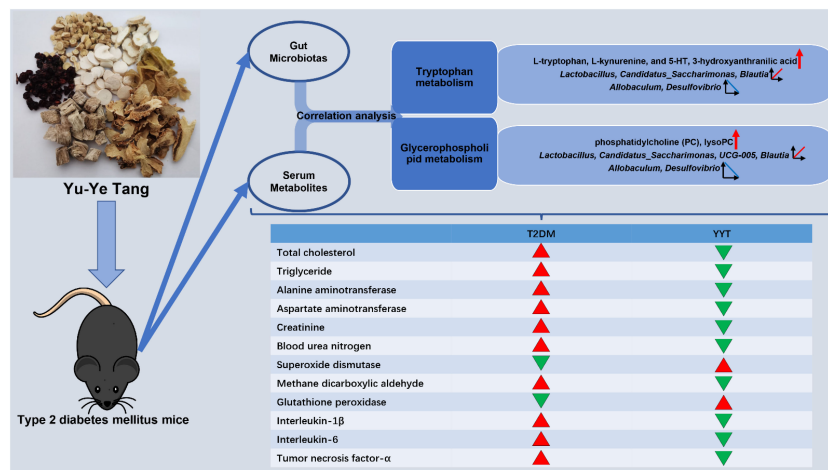 Yu-Ye Tang
Type 2 diabetes mellitus mice
Gut
Microbiotas
Correlation analysis
Serum
Metabolites
Tryptophan
metabolism
L-tryptophan, L-kynurenine, and 5-HT, 3-hydroxyanthranilic acid
Lactobacillus, Candidatus_Saccharimonas, Blautia
Allobaculum, Desulfovibrio
Glycerophospholi
pid metabolism
phosphatidylcholine (PC), lysoPC
Lactobacillus, Candidatus_Saccharimonas, UCG-005, Blautia
Allobaculum, Desulfovibrio
T2DM YYT
Total cholesterol
Triglyceride
Alanine aminotransferase
Aspartate aminotransferase
Creatinine
Blood urea nitrogen
Superoxide dismutase
Methane dicarboxylic aldehyde
Glutathione peroxidase
Interleukin-1β
Interleukin-6
Tumor necrosis factor-α